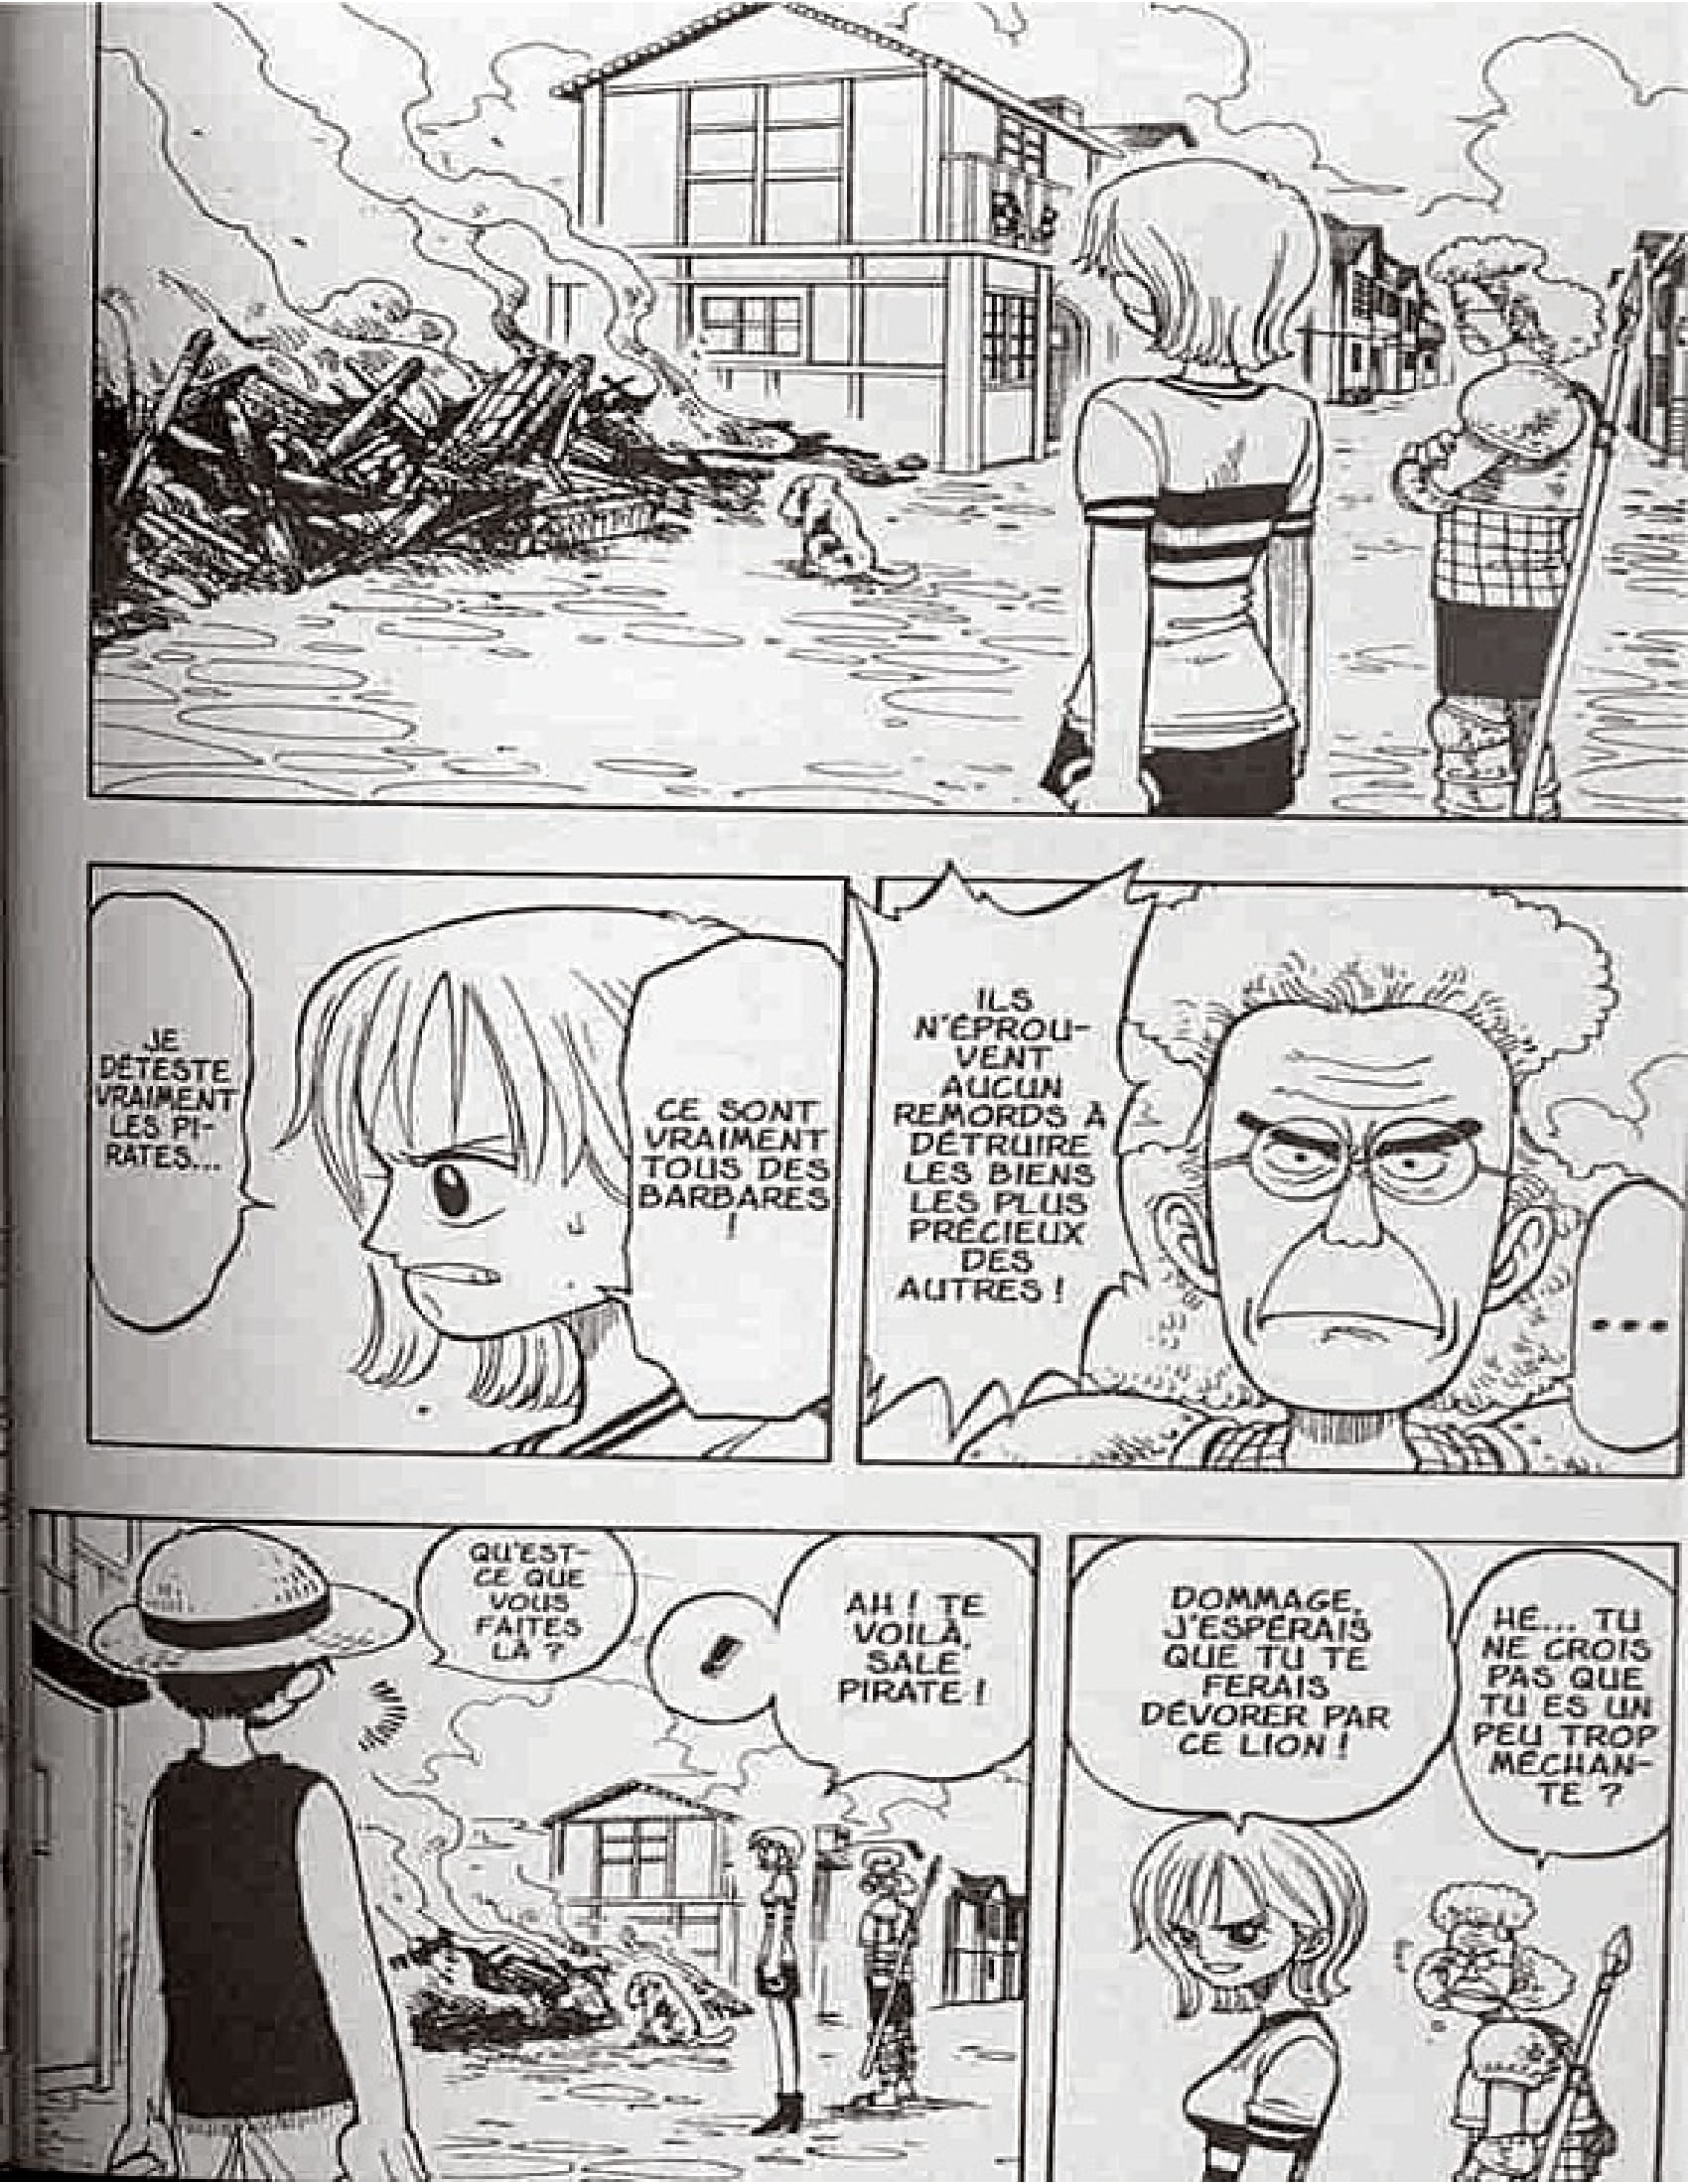 JE
DÉTESTE
VRAIMENT
LES PI-
RATES...
CE SONT
VRAIMENT
TOUS DES
BARBARES
!
ILS
N'ÉPROU-
VENT
AUCUN
REMORDS À
DÉTRUIRE
LES BIENS
LES PLUS
PRÉCIEUX
DES
AUTRES !
...
QU'EST-
CE QUE
VOUS
FAITES
LÀ ?
!
AH ! TE
VOILÀ,
SALE
PIRATE !
DOMMAGE,
J'ESPÉRAIS
QUE TU TE
FERAIS
DÉVORER PAR
CE LION !
HÉ... TU
NE CROIS
PAS QUE
TU ES UN
PEU TROP
MÉCHAN-
TE ?